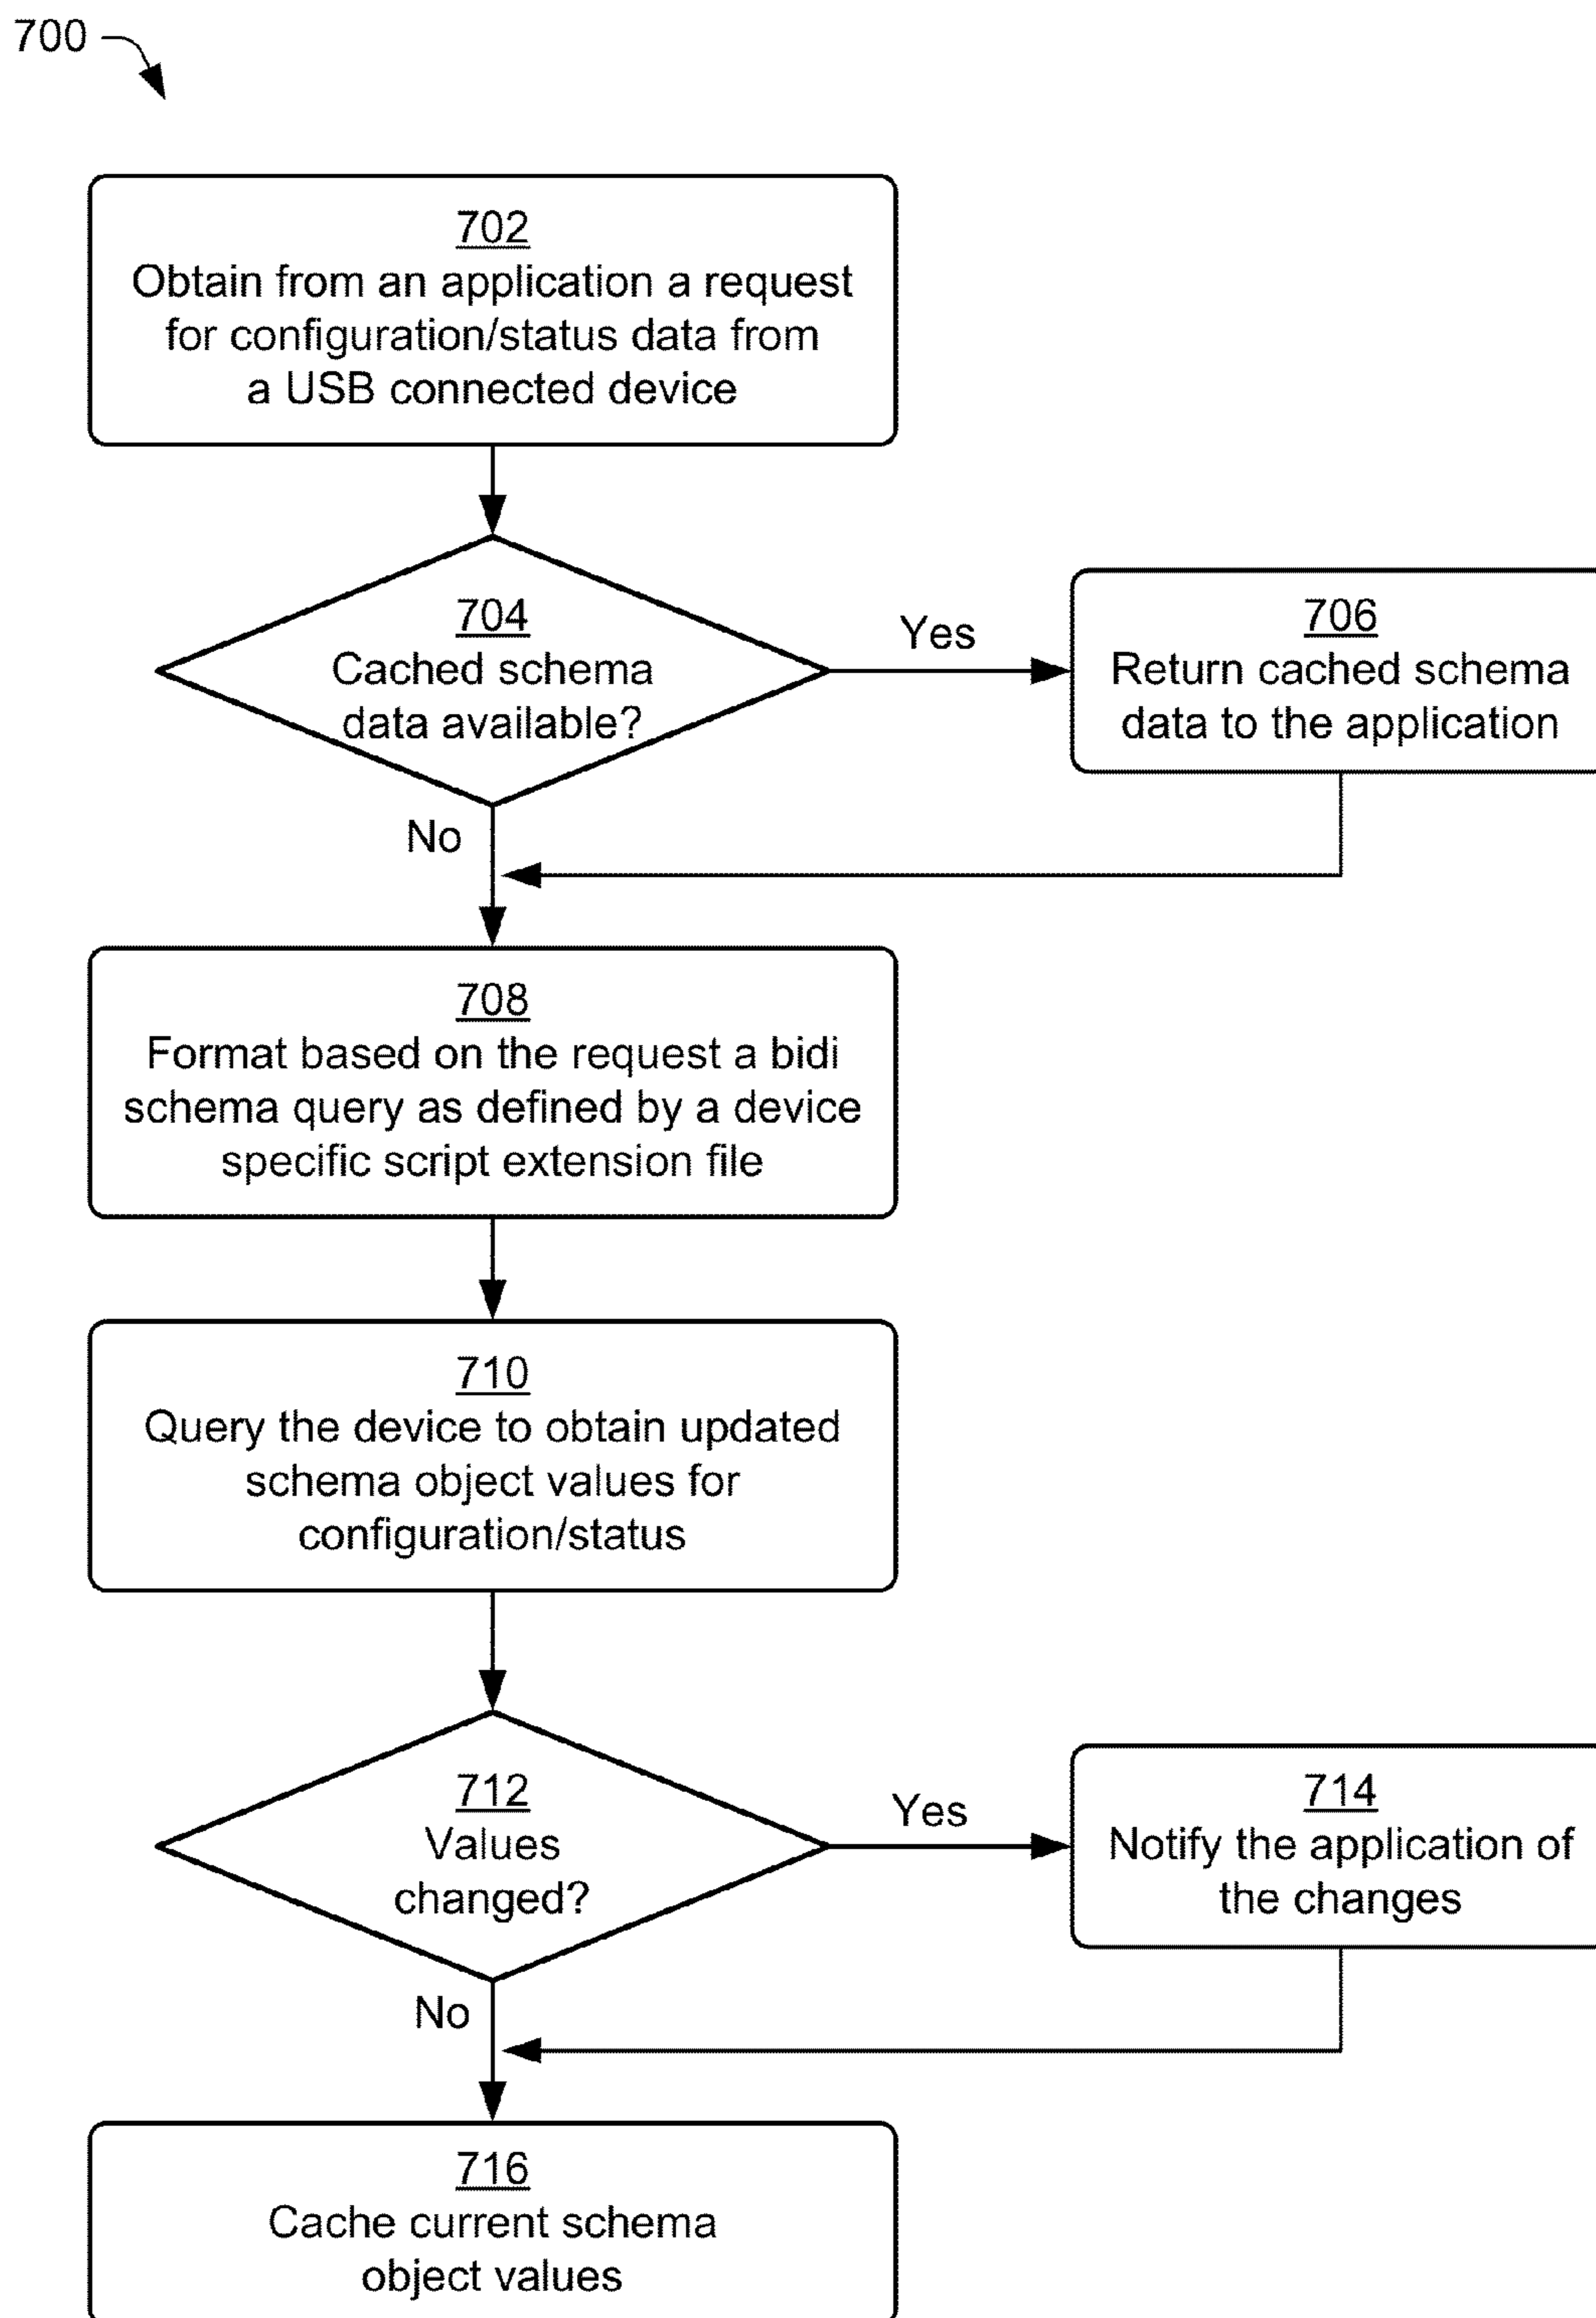 700
702
Obtain from an application a request
for configuration/status data from
a USB connected device
704
Cached schema
data available?
Yes
706
Return cached schema
data to the application
No
708
Format based on the request a bidi
schema query as defined by a device
specific script extension file
710
Query the device to obtain updated
schema object values for
configuration/status
712
Values
changed?
Yes
714
Notify the application of
the changes
No
716
Cache current schema
object values